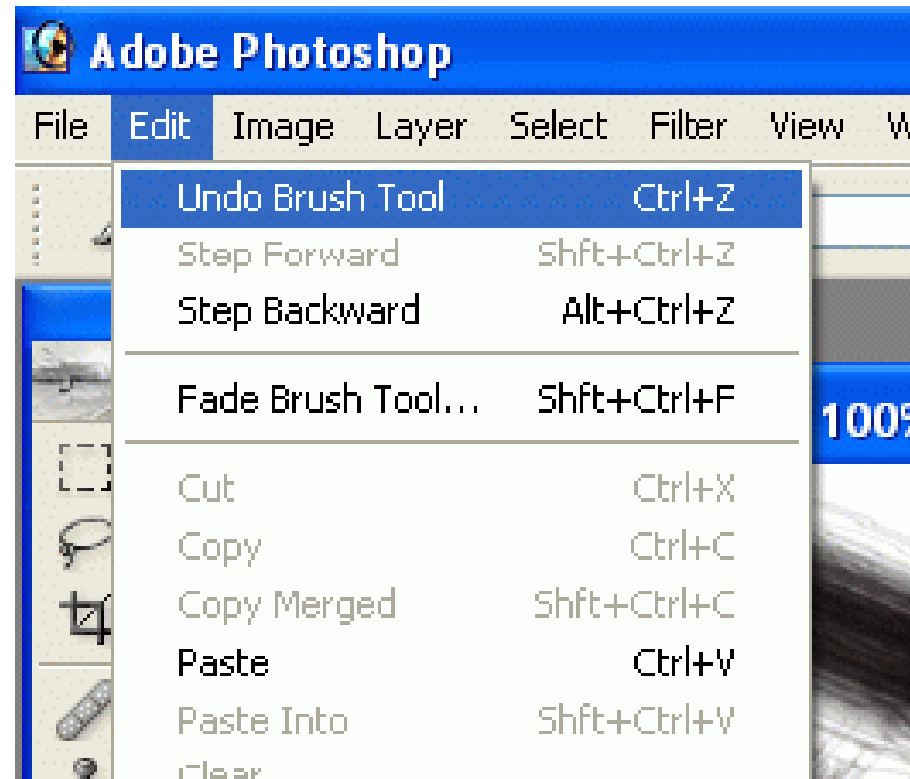 Adobe Photoshop
File Edit Image Layer Select Filter View W
Undo Brush Tool Ctrl+Z
Step Forward Shft+Ctrl+Z
Step Backward Alt+Ctrl+Z
Fade Brush Tool... Shft+Ctrl+F
100%
Cut Ctrl+X
Copy Ctrl+C
Copy Merged Shft+Ctrl+C
Paste Ctrl+V
Paste Into Shft+Ctrl+V
Clear